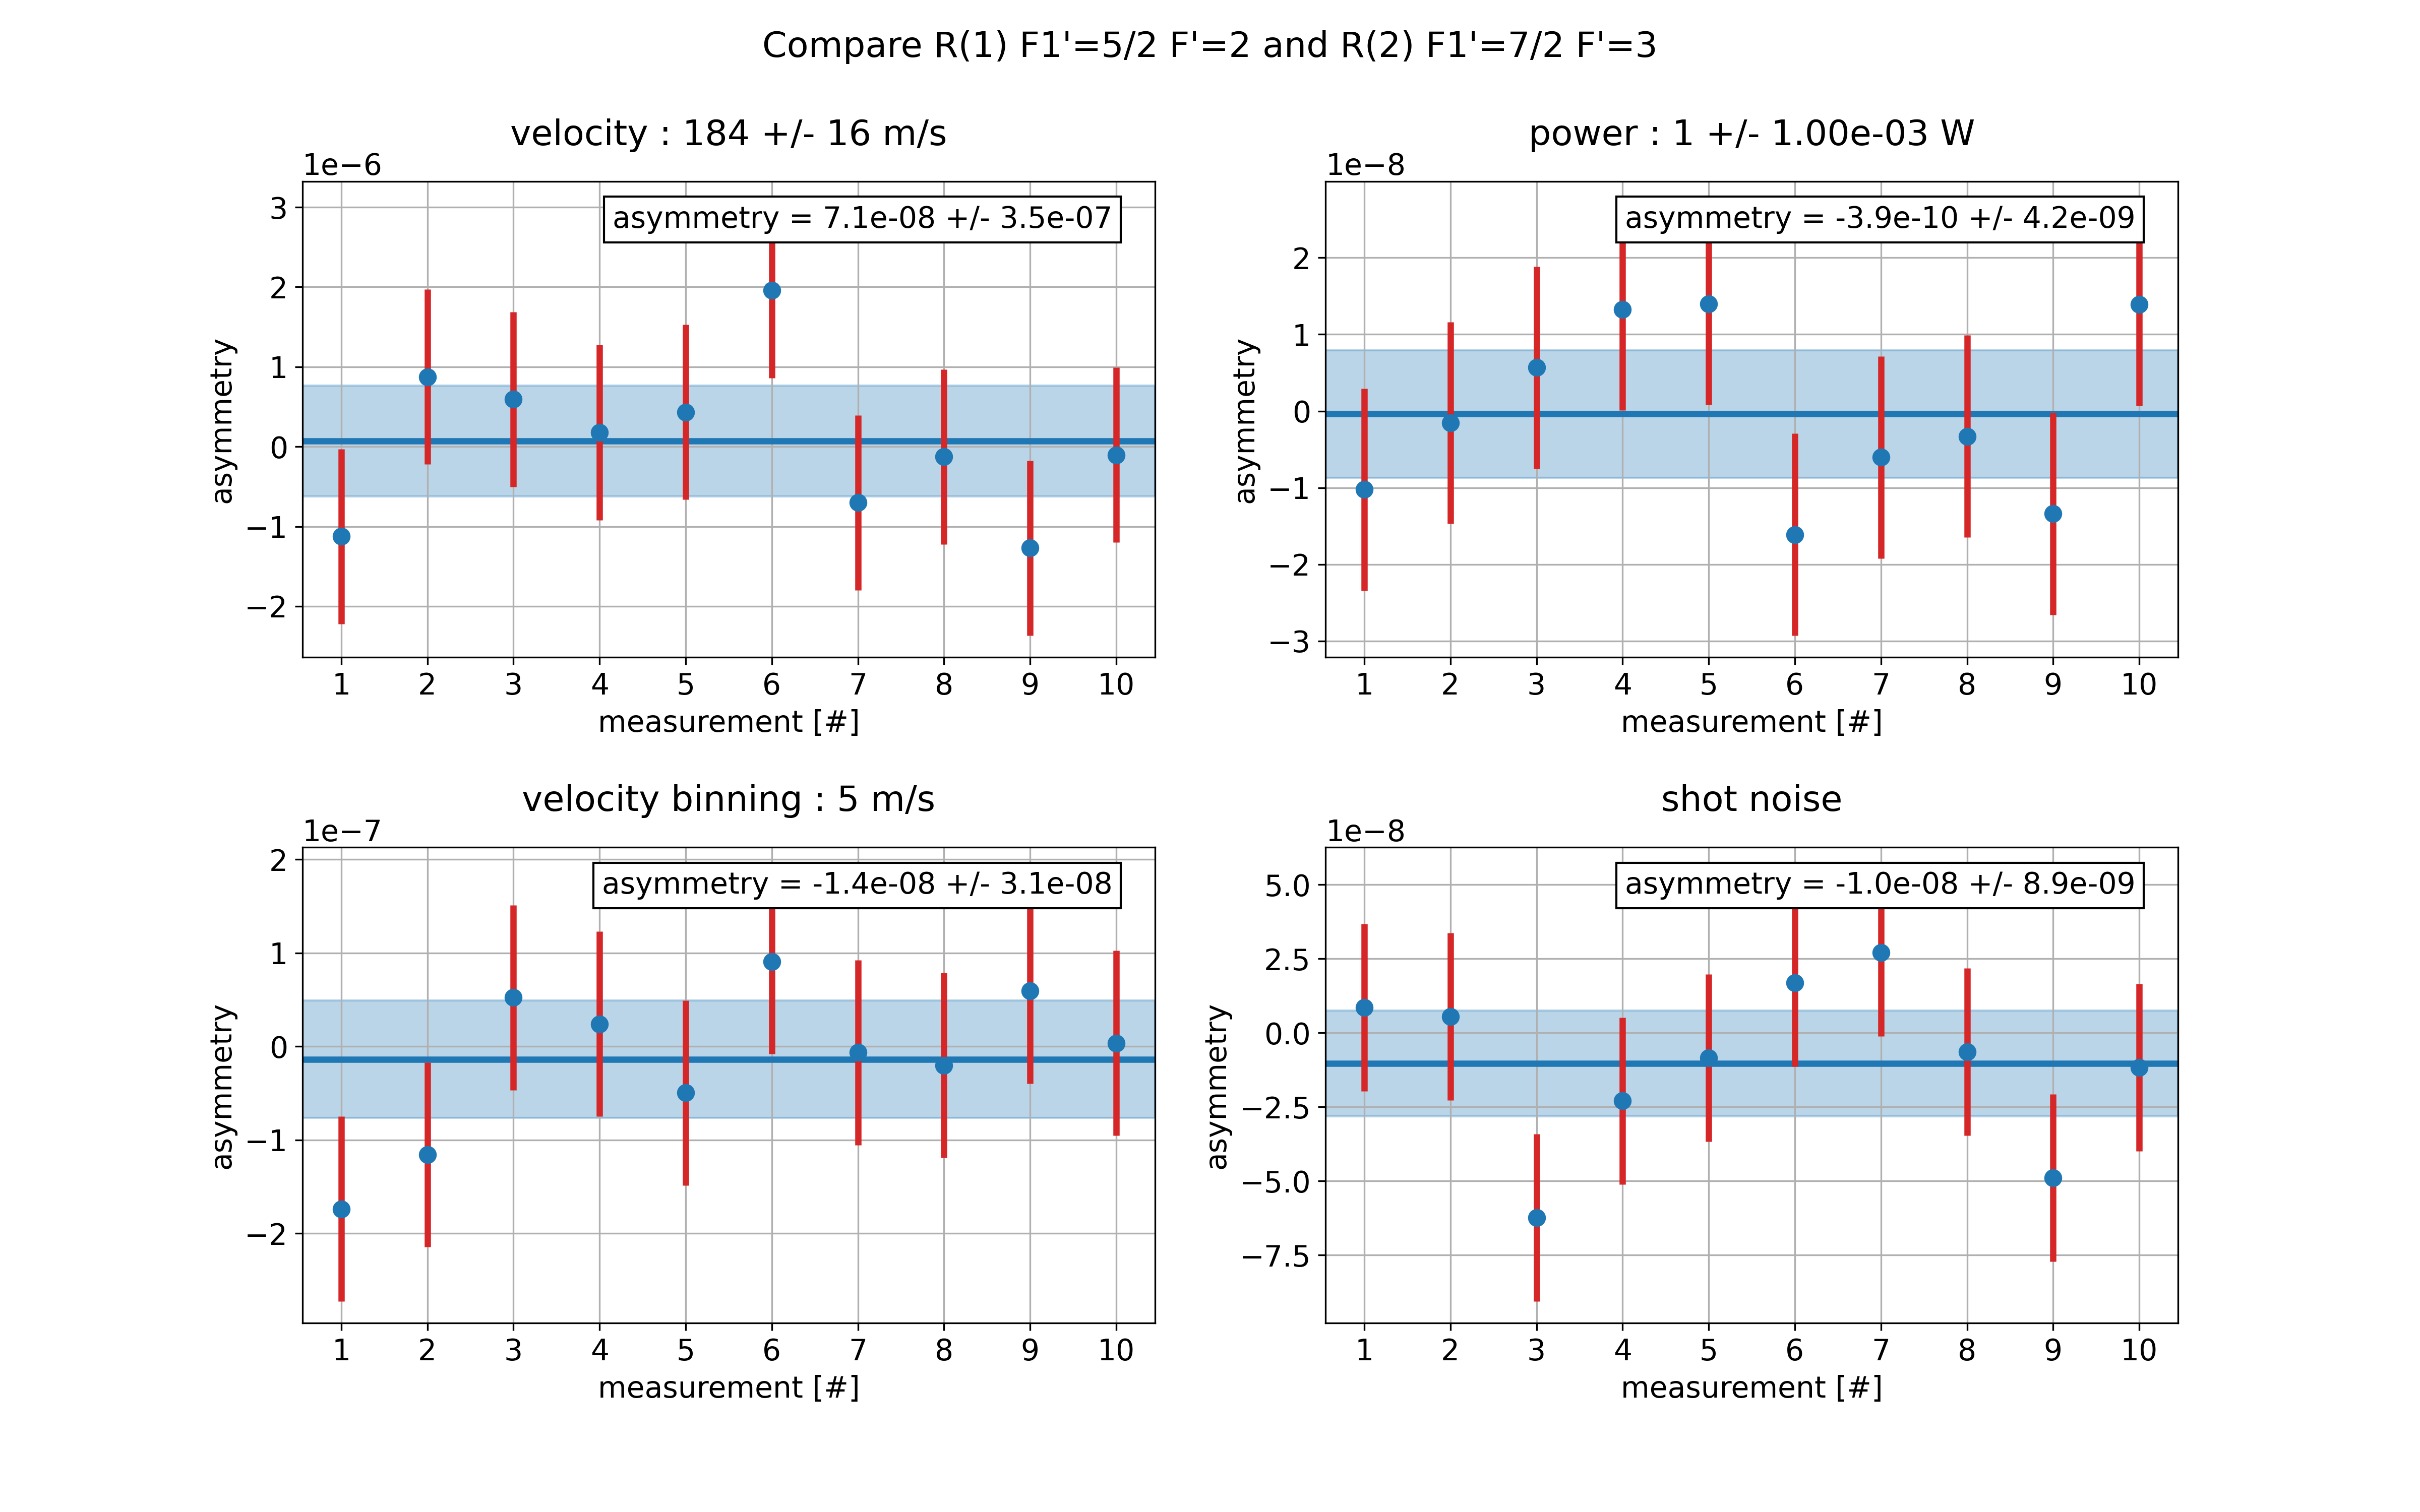 Compare R(1) F1'=5/2 F'=2 and R(2) F1'=7/2 F'=3
velocity : 184 +/- 16 m/s
1e−6
asymmetry = 7.1e-08 +/- 3.5e-07
3
2
1
0
−1
−2
asymmetry
1 2 3 4 5 6 7 8 9 10
measurement [#]
power : 1 +/- 1.00e-03 W
1e−8
asymmetry = -3.9e-10 +/- 4.2e-09
2
1
0
−1
−2
−3
asymmetry
1 2 3 4 5 6 7 8 9 10
measurement [#]
velocity binning : 5 m/s
1e−7
asymmetry = -1.4e-08 +/- 3.1e-08
2
1
0
−1
−2
asymmetry
1 2 3 4 5 6 7 8 9 10
measurement [#]
shot noise
1e−8
asymmetry = -1.0e-08 +/- 8.9e-09
5.0
2.5
0.0
−2.5
−5.0
−7.5
asymmetry
1 2 3 4 5 6 7 8 9 10
measurement [#]